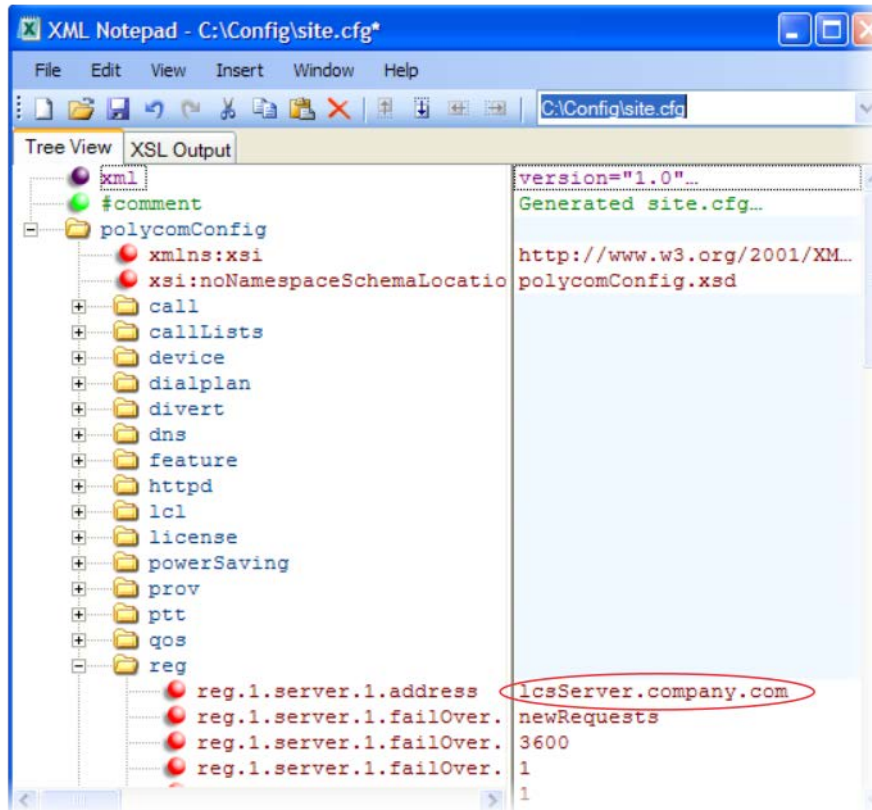 XML Notepad - C:\Config\site.cfg*
File Edit View Insert Window Help
C:\Config\site.cfg
Tree View XSL Output
xml version="1.0"…
#comment Generated site.cfg…
polycomConfig
xmlns:xsi http://www.w3.org/2001/XM…
xsi:noNamespaceSchemaLocatio polycomConfig.xsd
call
callLists
device
dialplan
divert
dns
feature
httpd
lcl
license
powerSaving
prov
ptt
qos
reg
reg.1.server.1.address lcsServer.company.com
reg.1.server.1.failOver. newRequests
reg.1.server.1.failOver. 3600
reg.1.server.1.failOver. 1
1